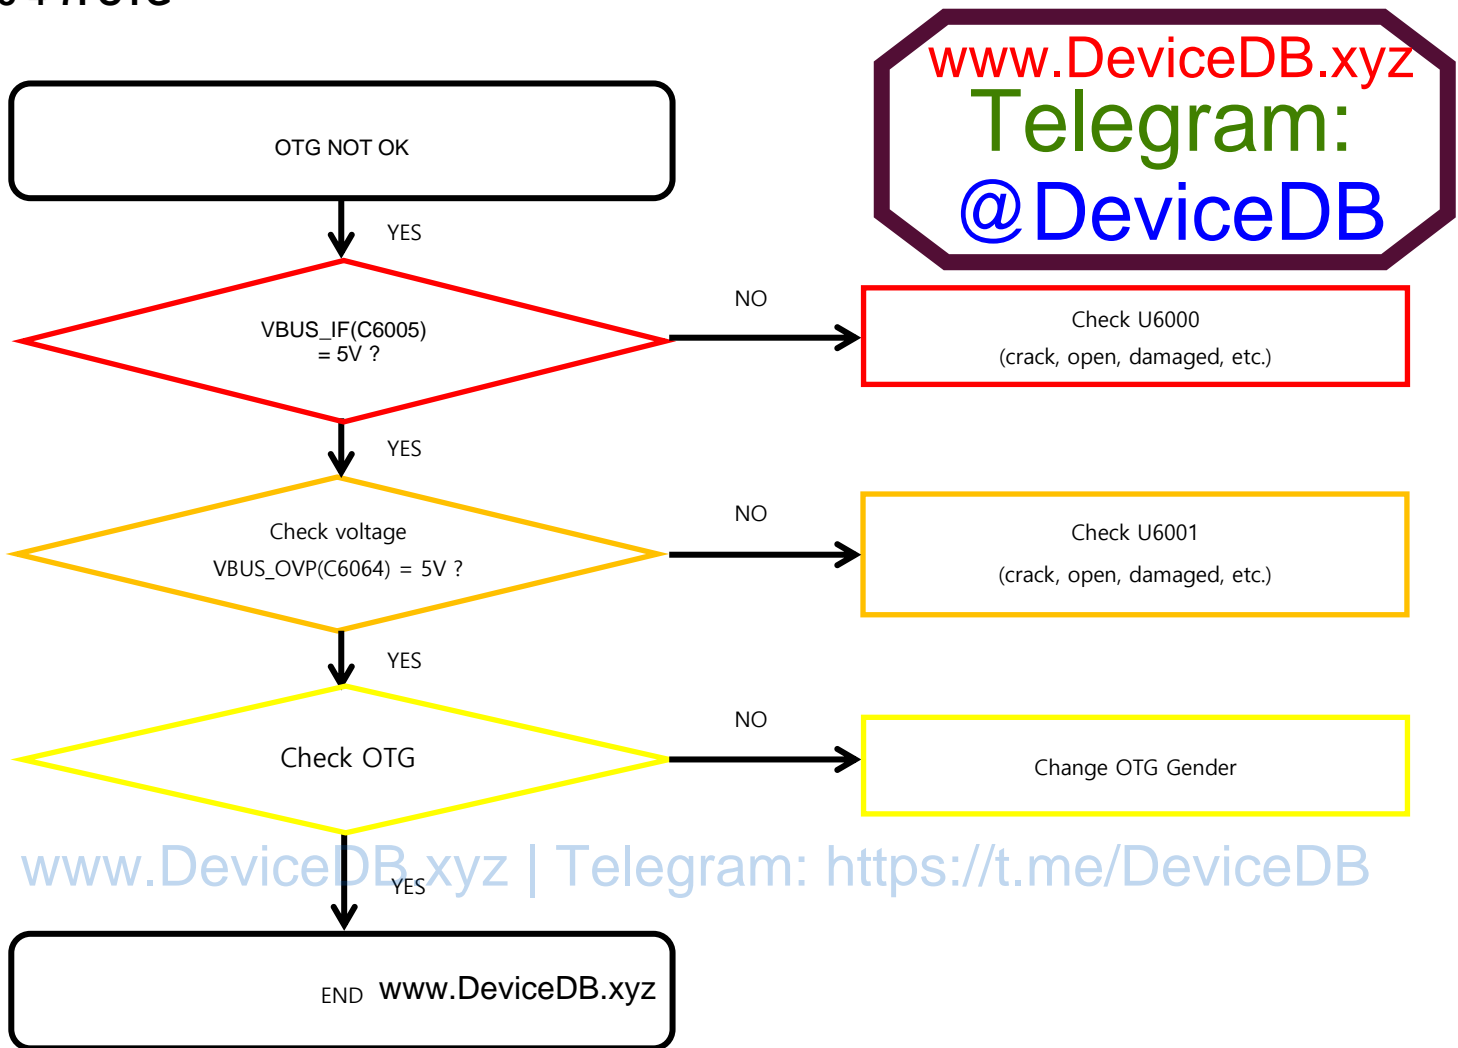 OTG
www.DeviceDB.xyz
Telegram:
@DeviceDB
OTG NOT OK
YES
VBUS_IF(C6005)
= 5V ?
NO
Check U6000
(crack, open, damaged, etc.)
YES
Check voltage
VBUS_OVP(C6064) = 5V ?
NO
Check U6001
(crack, open, damaged, etc.)
YES
Check OTG
NO
Change OTG Gender
www.DeviceDB.xyz | Telegram: https://t.me/DeviceDB
YES
END www.DeviceDB.xyz